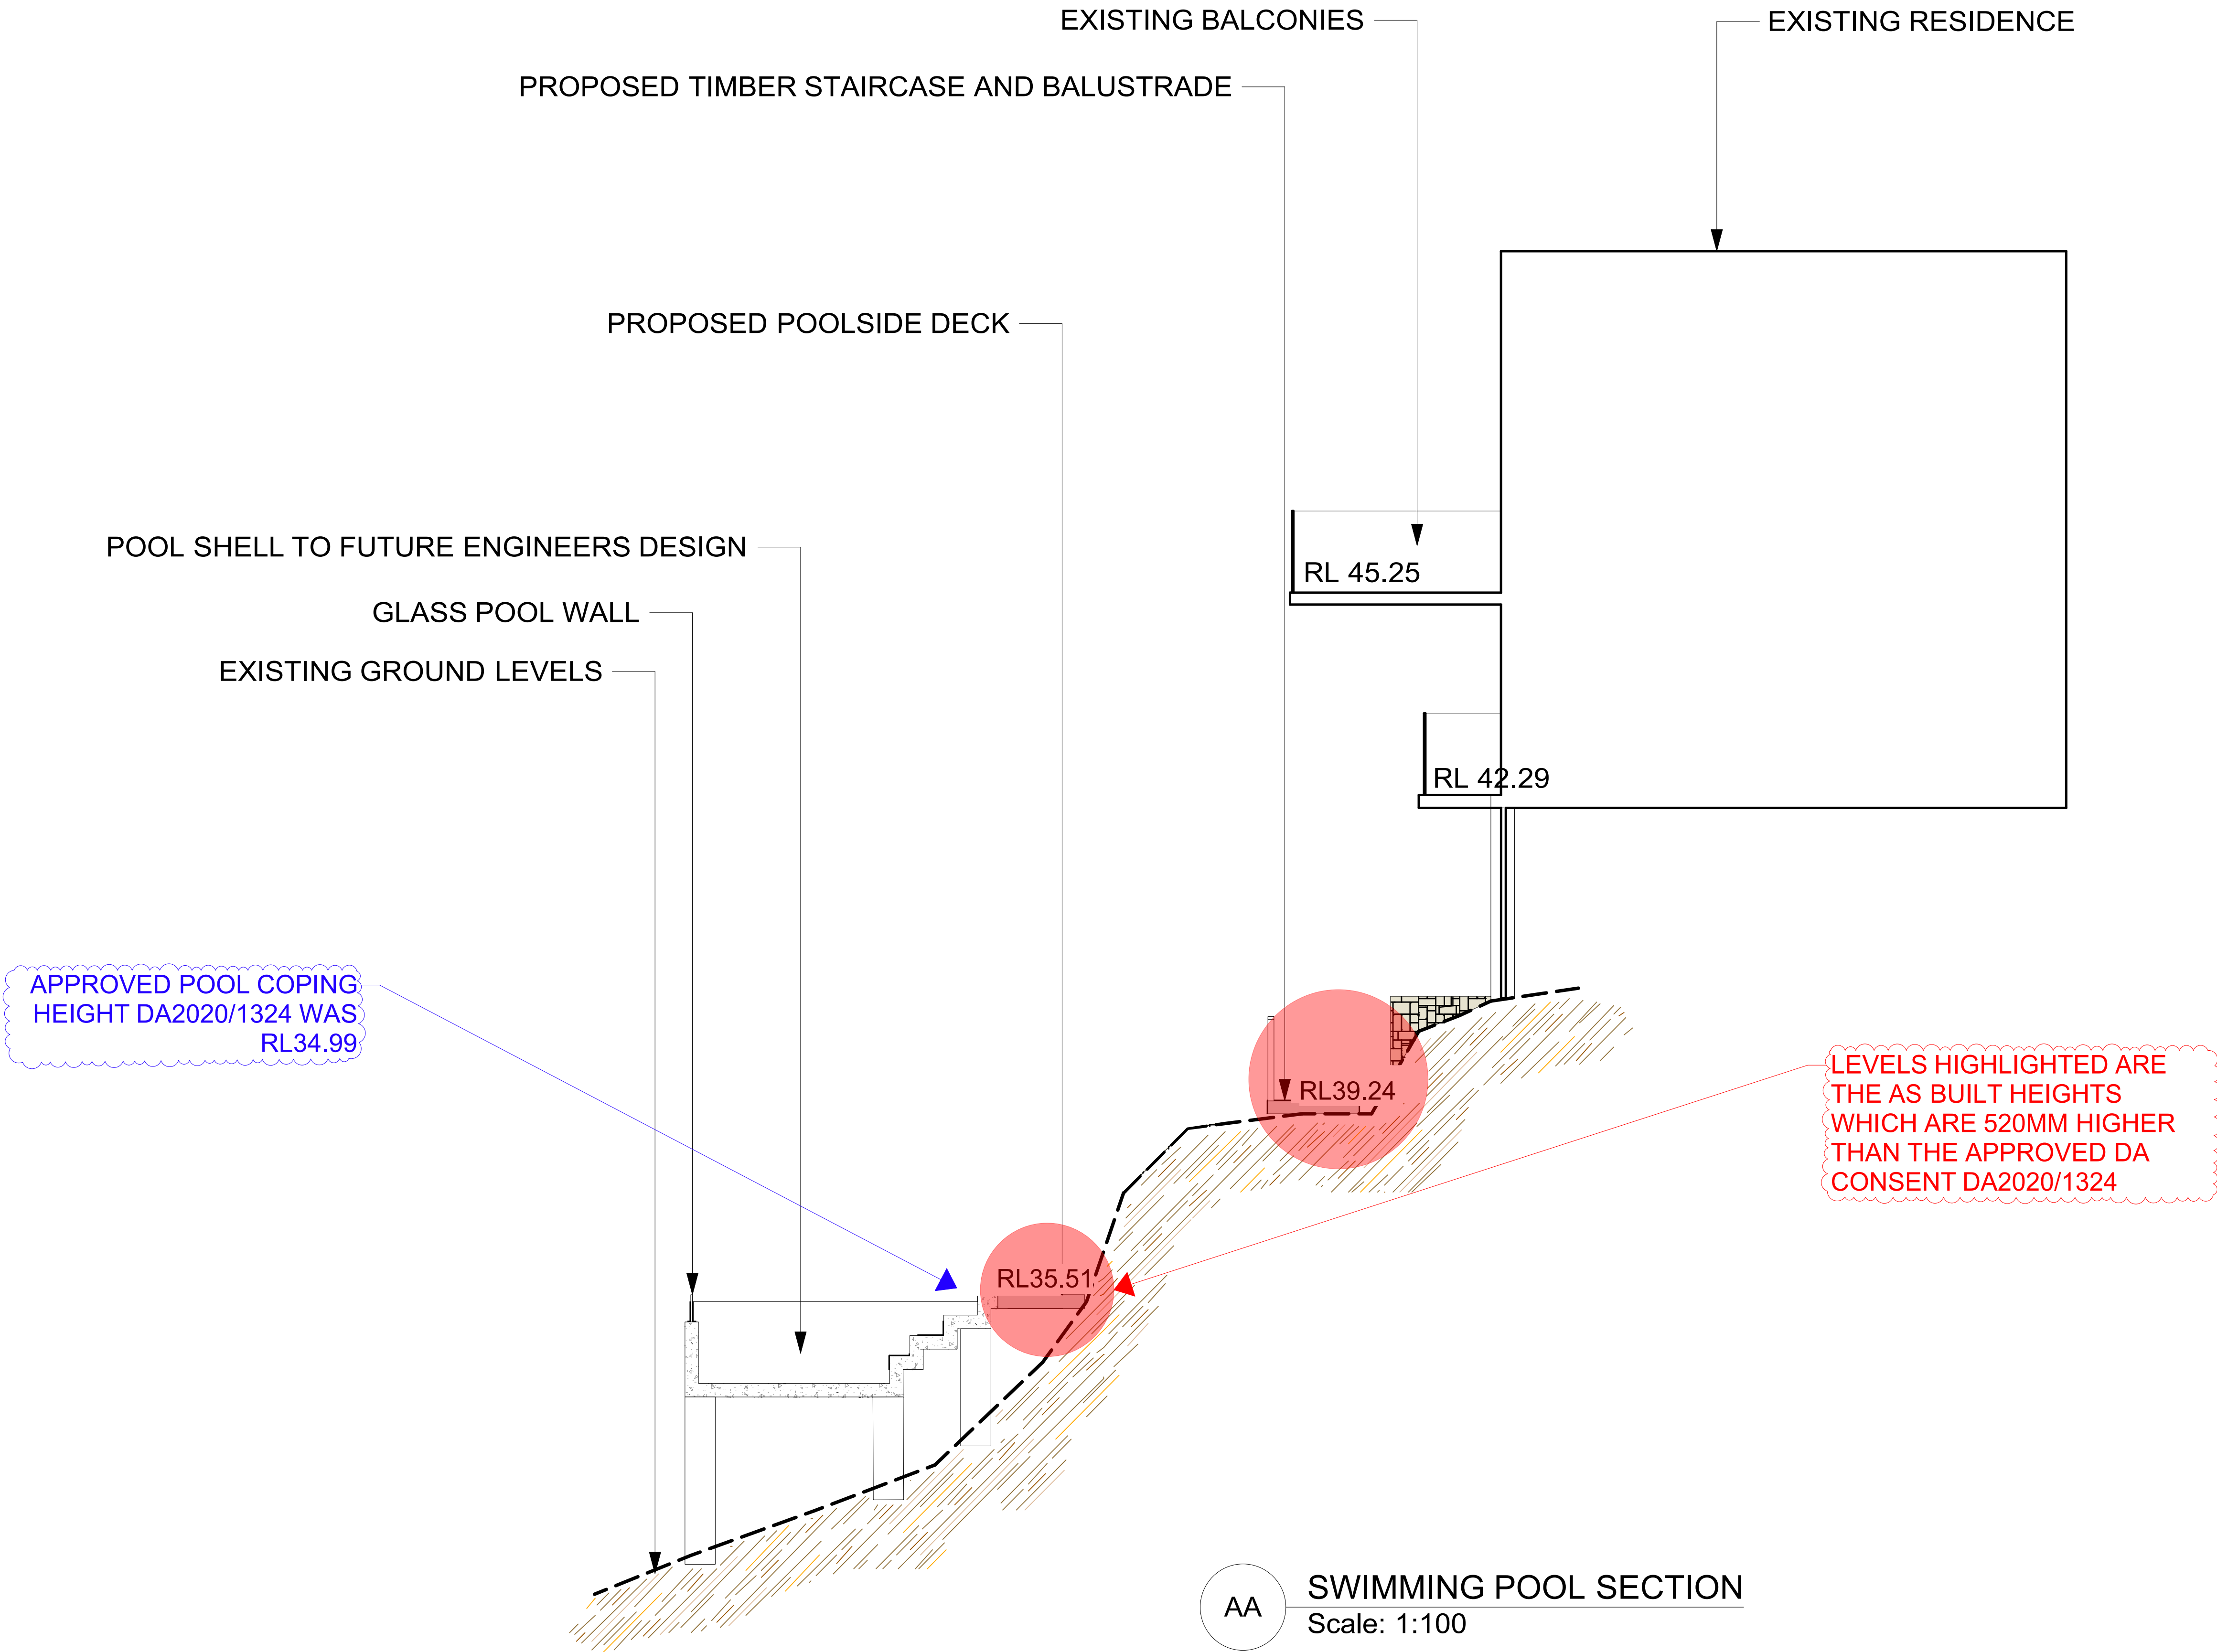 EXISTING BALCONIES
EXISTING RESIDENCE
PROPOSED TIMBER STAIRCASE AND BALUSTRADE
PROPOSED POOLSIDE DECK
POOL SHELL TO FUTURE ENGINEERS DESIGN
RL 45.25
GLASS POOL WALL
EXISTING GROUND LEVELS
RL 42.29
APPROVED POOL COPING
HEIGHT DA2020/1324 WAS
RL34.99
LEVELS HIGHLIGHTED ARE
THE AS BUILT HEIGHTS
WHICH ARE 520MM HIGHER
THAN THE APPROVED DA
CONSENT DA2020/1324
RL39.24
RL35.51
AA
SWIMMING POOL SECTION
Scale: 1:100